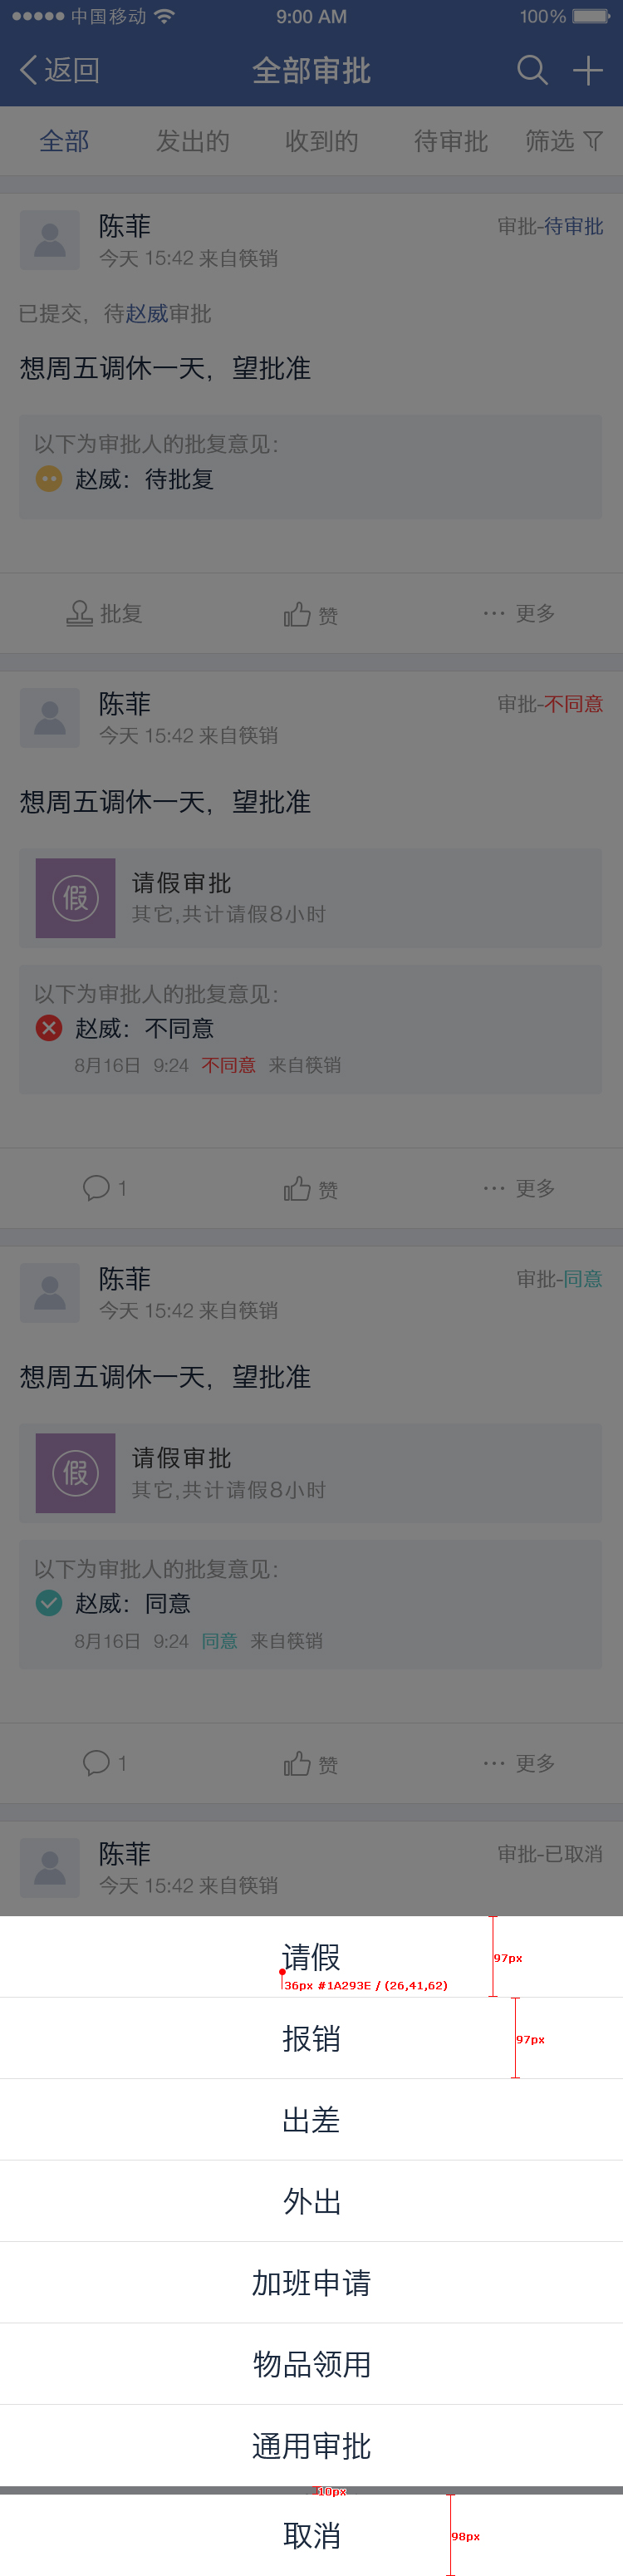 中国移动 9:00 AM 100%
返回 全部审批
全部 发出的 收到的 待审批 筛选
陈菲 审批-待审批
今天 15:42 来自筷销
已提交，待赵威审批
想周五调休一天，望批准
以下为审批人的批复意见：
赵威：待批复
批复 赞 更多
陈菲 审批-不同意
今天 15:42 来自筷销
想周五调休一天，望批准
假 请假审批
其它,共计请假8小时
以下为审批人的批复意见：
赵威：不同意
8月16日 9:24 不同意 来自筷销
1 赞 更多
陈菲 审批-同意
今天 15:42 来自筷销
想周五调休一天，望批准
假 请假审批
其它,共计请假8小时
以下为审批人的批复意见：
赵威：同意
8月16日 9:24 同意 来自筷销
1 赞 更多
陈菲 审批-已取消
今天 15:42 来自筷销
请假 97px
36px #1A293E / (26,41,62)
报销 97px
出差
外出
加班申请
物品领用
通用审批
10px
取消 98px